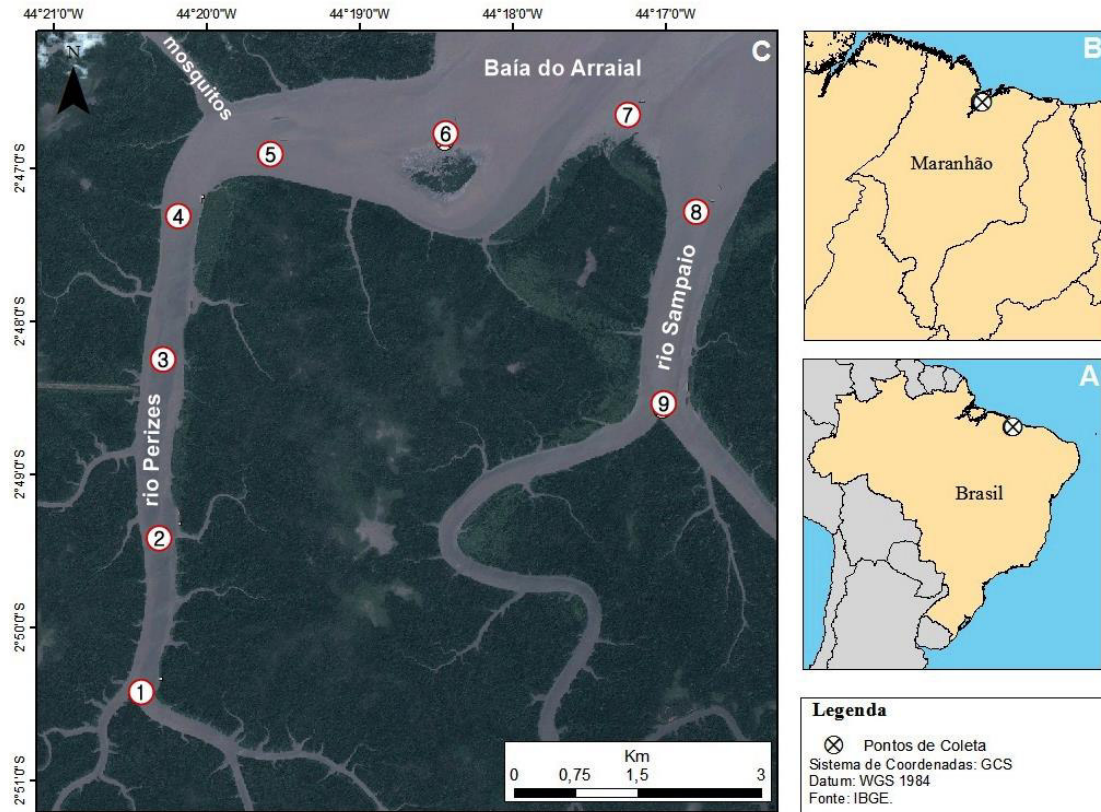 44°21'0"S 44°20'0"S 44°19'0"S 44°18'0"S 44°17'0"S
N
mosquitos
Baía do Arraial
C
7
6
5
2°47'0"S
4
8
rio Sampaio
2°48'0"S
3
9
rio Perizes
2°49'0"S
2
2°50'0"S
1
2°51'0"S
Km
0 0,75 1,5 3
B
Maranhão
A
Brasil
Legenda
Pontos de Coleta
Sistema de Coordenadas: GCS
Datum: WGS 1984
Fonte: IBGE.